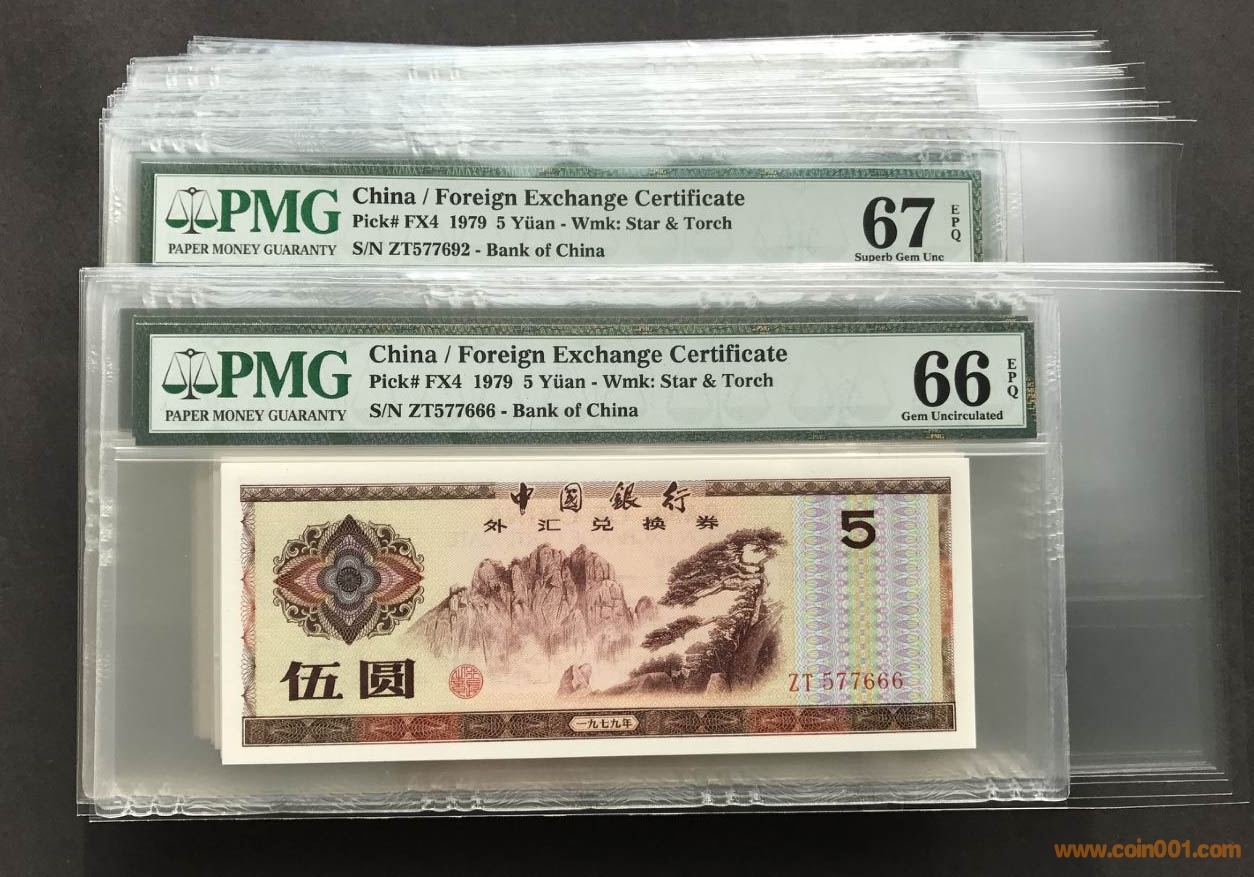 PMG
PAPER MONEY GUARANTY
China / Foreign Exchange Certificate
Pick# FX4 1979 5 Yüan - Wmk: Star & Torch
S/N ZT577692 - Bank of China
67
EPQ
Superb Gem Unc
PMG
PAPER MONEY GUARANTY
China / Foreign Exchange Certificate
Pick# FX4 1979 5 Yüan - Wmk: Star & Torch
S/N ZT577666 - Bank of China
66
EPQ
Gem Uncirculated
中国銀行
外汇兑换券
5
伍圆
ZT 577666
一九七九年
www.coin001.com